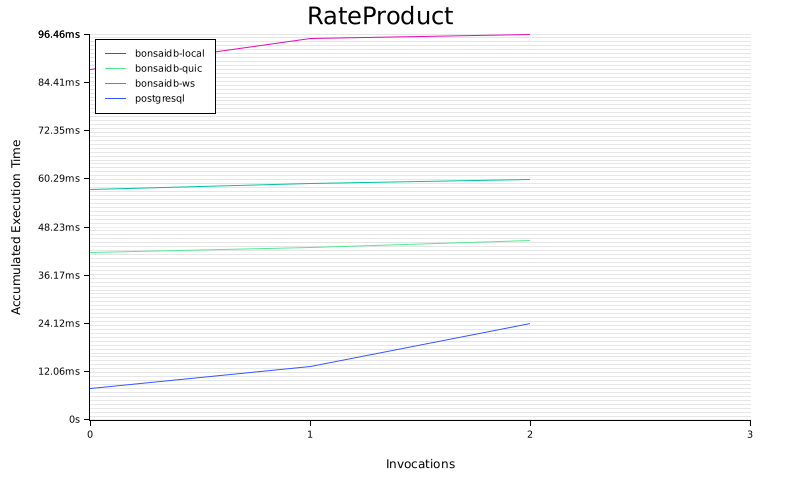 RateProduct
96.46ms
84.41ms
72.35ms
60.29ms
48.23ms
36.17ms
24.12ms
12.06ms
0s
Accumulated Execution Time
bonsaidb-local
bonsaidb-quic
bonsaidb-ws
postgresql
0 1 2 3
Invocations